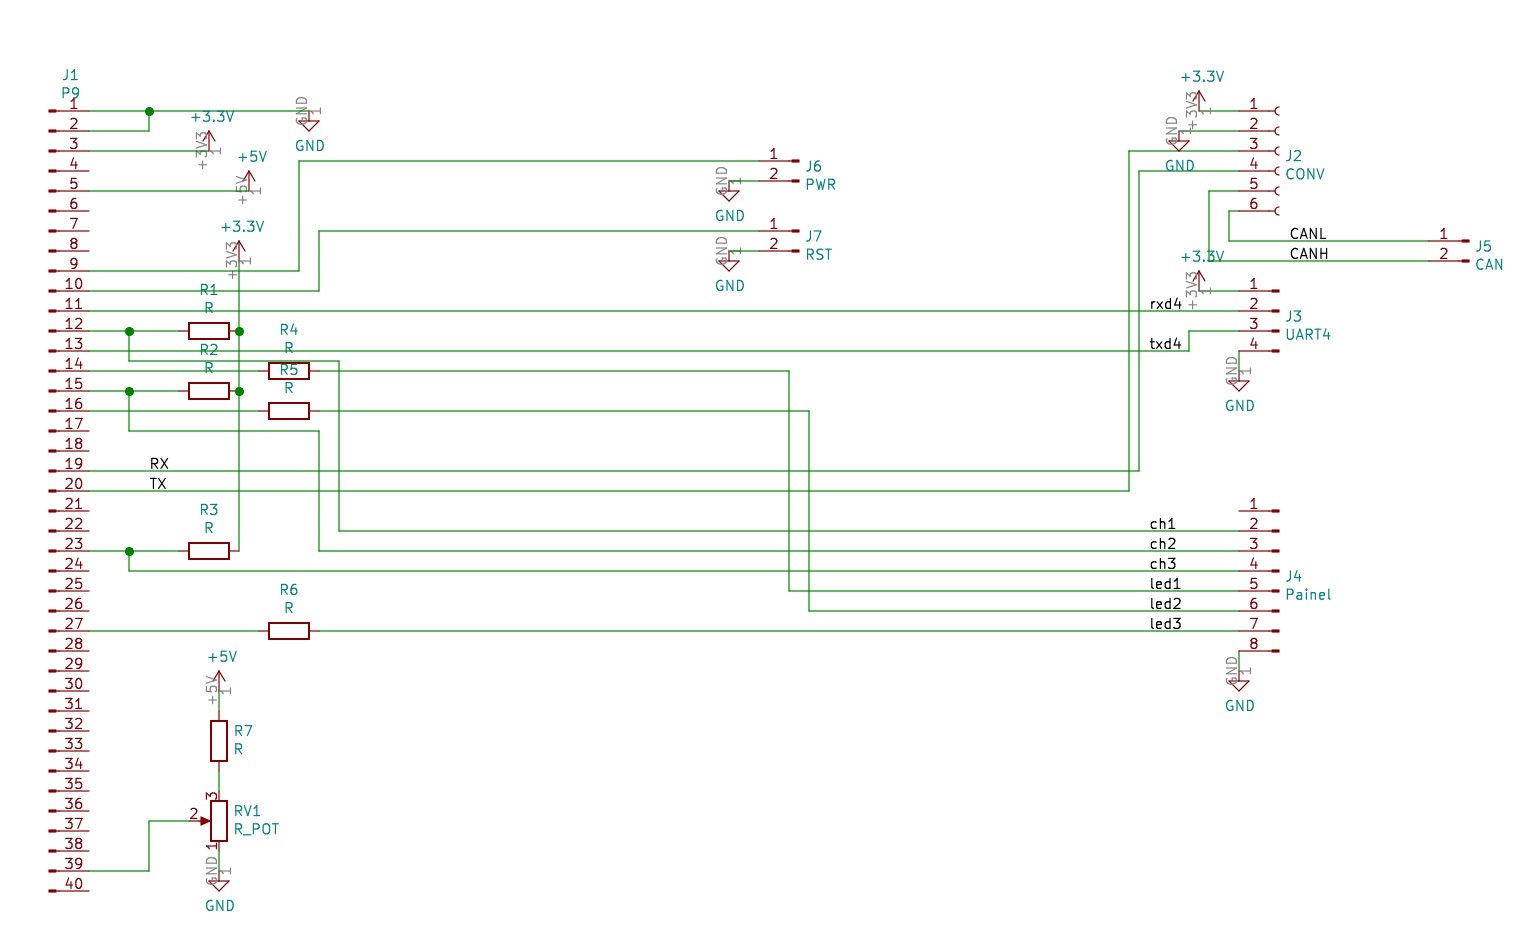 J1
P9
1
2
3
4
5
6
7
8
9
10
11
12
13
14
15
16
17
18
19
20
21
22
23
24
25
26
27
28
29
30
31
32
33
34
35
36
37
38
39
40
+3.3V
+3V3
1
+5V
+5V
1
+3.3V
+3V3
1
GND
1
GND
R1
R
R2
R
R3
R
R4
R
R5
R
R6
R
RX
TX
+5V
+5V
1
R7
R
3
2
1
RV1
R_POT
GND
1
GND
1
2
J6
PWR
GND
1
GND
1
2
J7
RST
GND
1
GND
+3.3V
+3V3
1
GND
1
GND
1
2
3
4
5
6
J2
CONV
CANL
CANH
1
2
J5
CAN
+3.3V
+3V3
1
rxd4
txd4
1
2
3
4
J3
UART4
GND
1
GND
ch1
ch2
ch3
led1
led2
led3
1
2
3
4
5
6
7
8
J4
Painel
GND
1
GND